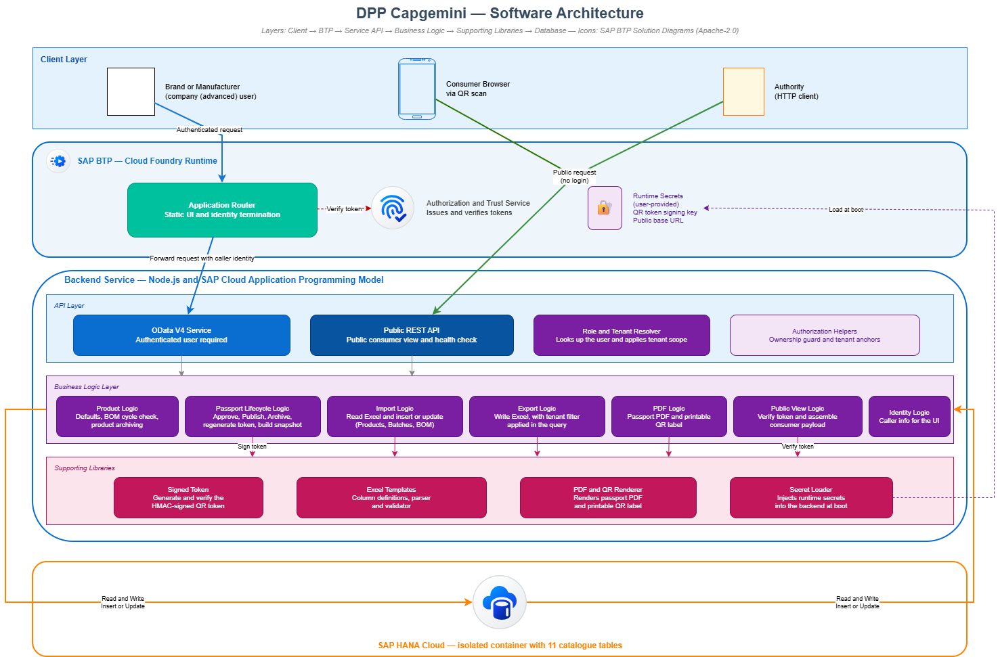 DPP Capgemini — Software Architecture
Layers: Client → BTP → Service API → Business Logic → Supporting Libraries → Database — Icons: SAP BTP Solution Diagrams (Apache-2.0)
Client Layer
Brand or Manufacturer
(company (advanced) user)
Consumer Browser
via QR scan
Authority
(HTTP client)
Authenticated request
SAP BTP — Cloud Foundry Runtime
Public request
(no login)
Application Router
Static UI and identity termination
Verify token
Authorization and Trust Service
Issues and verifies tokens
Runtime Secrets
(user-provided)
QR token signing key
Public base URL
Load at boot
Forward request with caller identity
Backend Service — Node.js and SAP Cloud Application Programming Model
API Layer
OData V4 Service
Authenticated user required
Public REST API
Public consumer view and health check
Role and Tenant Resolver
Looks up the user and applies tenant scope
Authorization Helpers
Ownership guard and tenant anchors
Business Logic Layer
Product Logic
Defaults, BOM cycle check,
product archiving
Passport Lifecycle Logic
Approve, Publish, Archive,
regenerate token, build snapshot
Import Logic
Read Excel and insert or update
(Products, Batches, BOM)
Export Logic
Write Excel, with tenant filter
applied in the query
PDF Logic
Passport PDF and printable
QR label
Public View Logic
Verify token and assemble
consumer payload
Identity Logic
Caller info for the UI
Sign token
Verify token
Supporting Libraries
Signed Token
Generate and verify the
HMAC-signed QR token
Excel Templates
Column definitions, parser
and validator
PDF and QR Renderer
Renders passport PDF
and printable QR label
Secret Loader
Injects runtime secrets
into the backend at boot
Read and Write
Insert or Update
Read and Write
Insert or Update
SAP HANA Cloud — isolated container with 11 catalogue tables